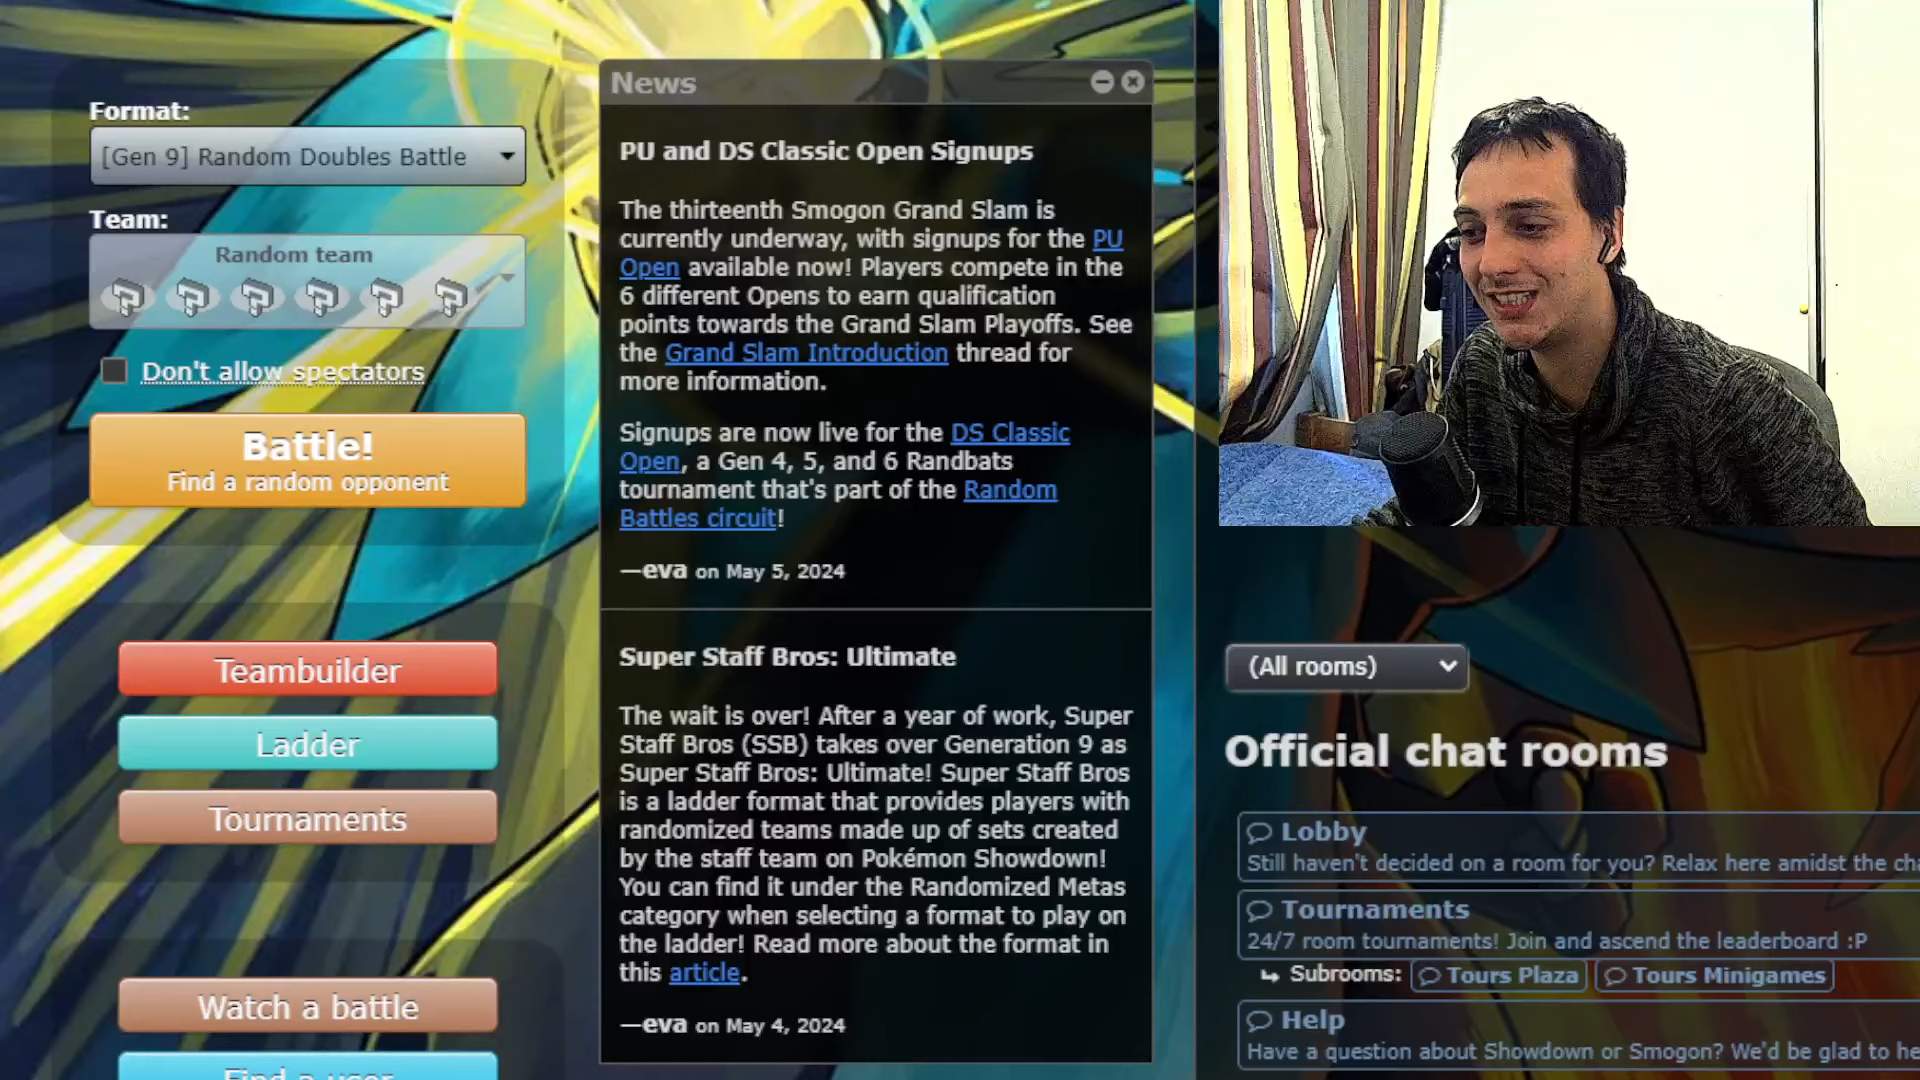 Format:
[Gen 9] Random Doubles Battle
Team:
Random team
Don't allow spectators
Battle!
Find a random opponent
Teambuilder
Ladder
Tournaments
Watch a battle
Find a user
News
PU and DS Classic Open Signups
The thirteenth Smogon Grand Slam is
currently underway, with signups for the PU
Open available now! Players compete in the
6 different Opens to earn qualification
points towards the Grand Slam Playoffs. See
the Grand Slam Introduction thread for
more information.
Signups are now live for the DS Classic
Open, a Gen 4, 5, and 6 Randbats
tournament that's part of the Random
Battles circuit!
—eva on May 5, 2024
Super Staff Bros: Ultimate
The wait is over! After a year of work, Super
Staff Bros (SSB) takes over Generation 9 as
Super Staff Bros: Ultimate! Super Staff Bros
is a ladder format that provides players with
randomized teams made up of sets created
by the staff team on Pokémon Showdown!
You can find it under the Randomized Metas
category when selecting a format to play on
the ladder! Read more about the format in
this article.
—eva on May 4, 2024
(All rooms)
Official chat rooms
Lobby
Still haven't decided on a room for you? Relax here amidst the cha
Tournaments
24/7 room tournaments! Join and ascend the leaderboard :P
Subrooms: Tours Plaza Tours Minigames
Help
Have a question about Showdown or Smogon? We'd be glad to he